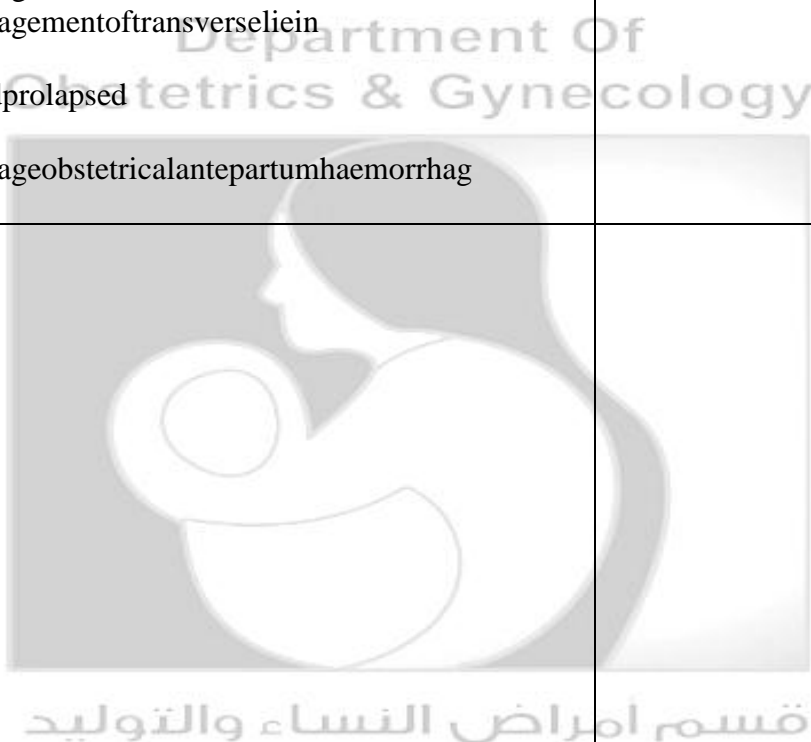 agementoftransverseliein
Department Of
prolapsed
Obstetrics & Gynecology
ageobstetricalantepartumhaemorrhag
قسم امراض النساء والتوليد